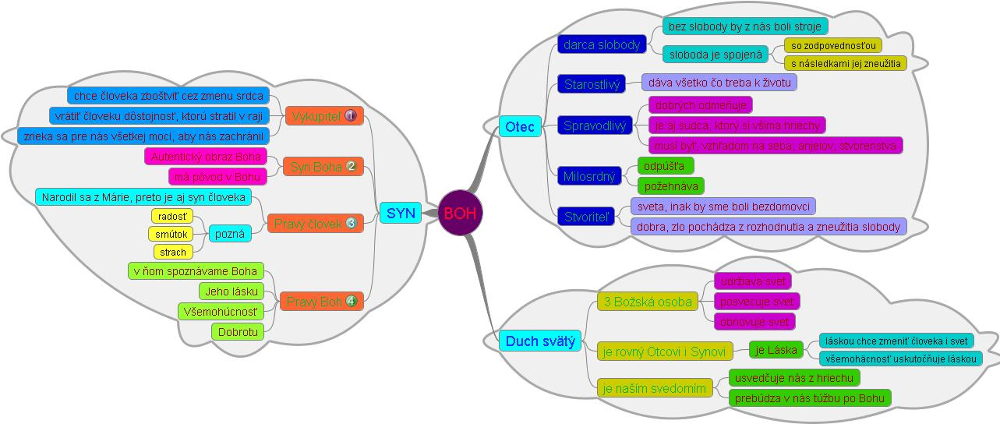 BOH
SYN
Vykupiteľ 1
chce človeka zbožštviť cez zmenu srdca
vrátiť človeku dôstojnosť, ktorú stratil v raji
zrieka sa pre nás všetkej moci, aby nás zachránil
Syn Boha 2
Autentický obraz Boha
má pôvod v Bohu
Pravý človek 3
Narodil sa z Márie, preto je aj syn človeka
pozná
radosť
smútok
strach
Pravý Boh 4
v ňom spoznávame Boha
Jeho lásku
Všemohúcnosť
Dobrotu
Otec
darca slobody
bez slobody by z nás boli stroje
sloboda je spojená
so zodpovednosťou
s následkami jej zneužitia
Starostlivý
dáva všetko čo treba k životu
Spravodlivý
dobrých odmeňuje
je aj sudca, ktorý si všíma hriechy
musí byť, vzhľadom na seba, anjelov, stvorenstva
Milosrdný
odpúšťa
požehnáva
Stvoriteľ
sveta, inak by sme boli bezdomovci
dobra, zlo pochádza z rozhodnutia a zneužitia slobody
Duch svätý
3 Božská osoba
udržiava svet
posvecuje svet
obnovuje svet
je rovný Otcovi i Synovi
je Láska
láskou chce zmeniť človeka i svet
všemohäcnosť uskutočňuje láskou
je naším svedomím
usvedčuje nás z hriechu
prebúdza v nás túžbu po Bohu